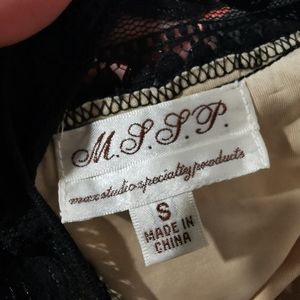 M.S.S.P.
max studio specialty products
S
MADE IN
CHINA